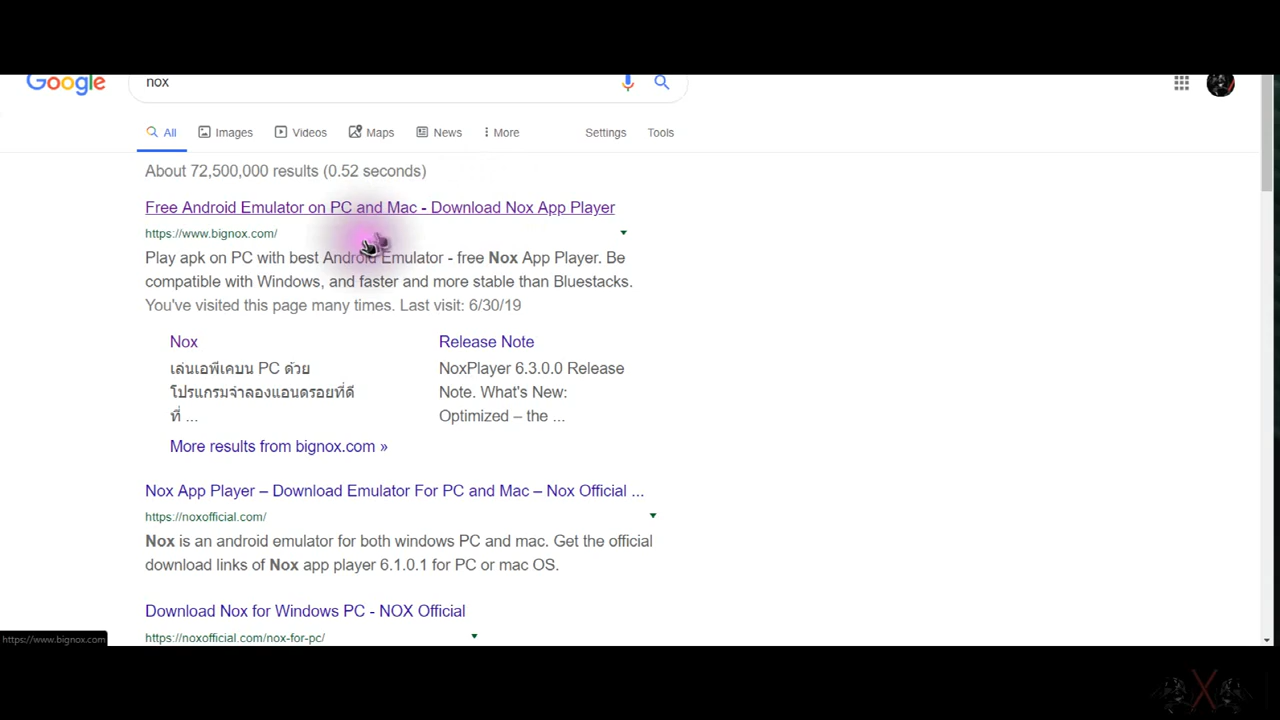 Google
nox
All Images Videos Maps News More Settings Tools
About 72,500,000 results (0.52 seconds)
Free Android Emulator on PC and Mac - Download Nox App Player
https://www.bignox.com/
Play apk on PC with best Android Emulator - free Nox App Player. Be
compatible with Windows, and faster and more stable than Bluestacks.
You've visited this page many times. Last visit: 6/30/19
Nox
เล่นเอพีเคบน PC ด้วย
โปรแกรมจำลองแอนดรอยที่ดี
ที่ ...
Release Note
NoxPlayer 6.3.0.0 Release
Note. What's New:
Optimized – the ...
More results from bignox.com »
Nox App Player – Download Emulator For PC and Mac – Nox Official ...
https://noxofficial.com/
Nox is an android emulator for both windows PC and mac. Get the official
download links of Nox app player 6.1.0.1 for PC or mac OS.
Download Nox for Windows PC - NOX Official
https://noxofficial.com/nox-for-pc/
https://www.bignox.com
X